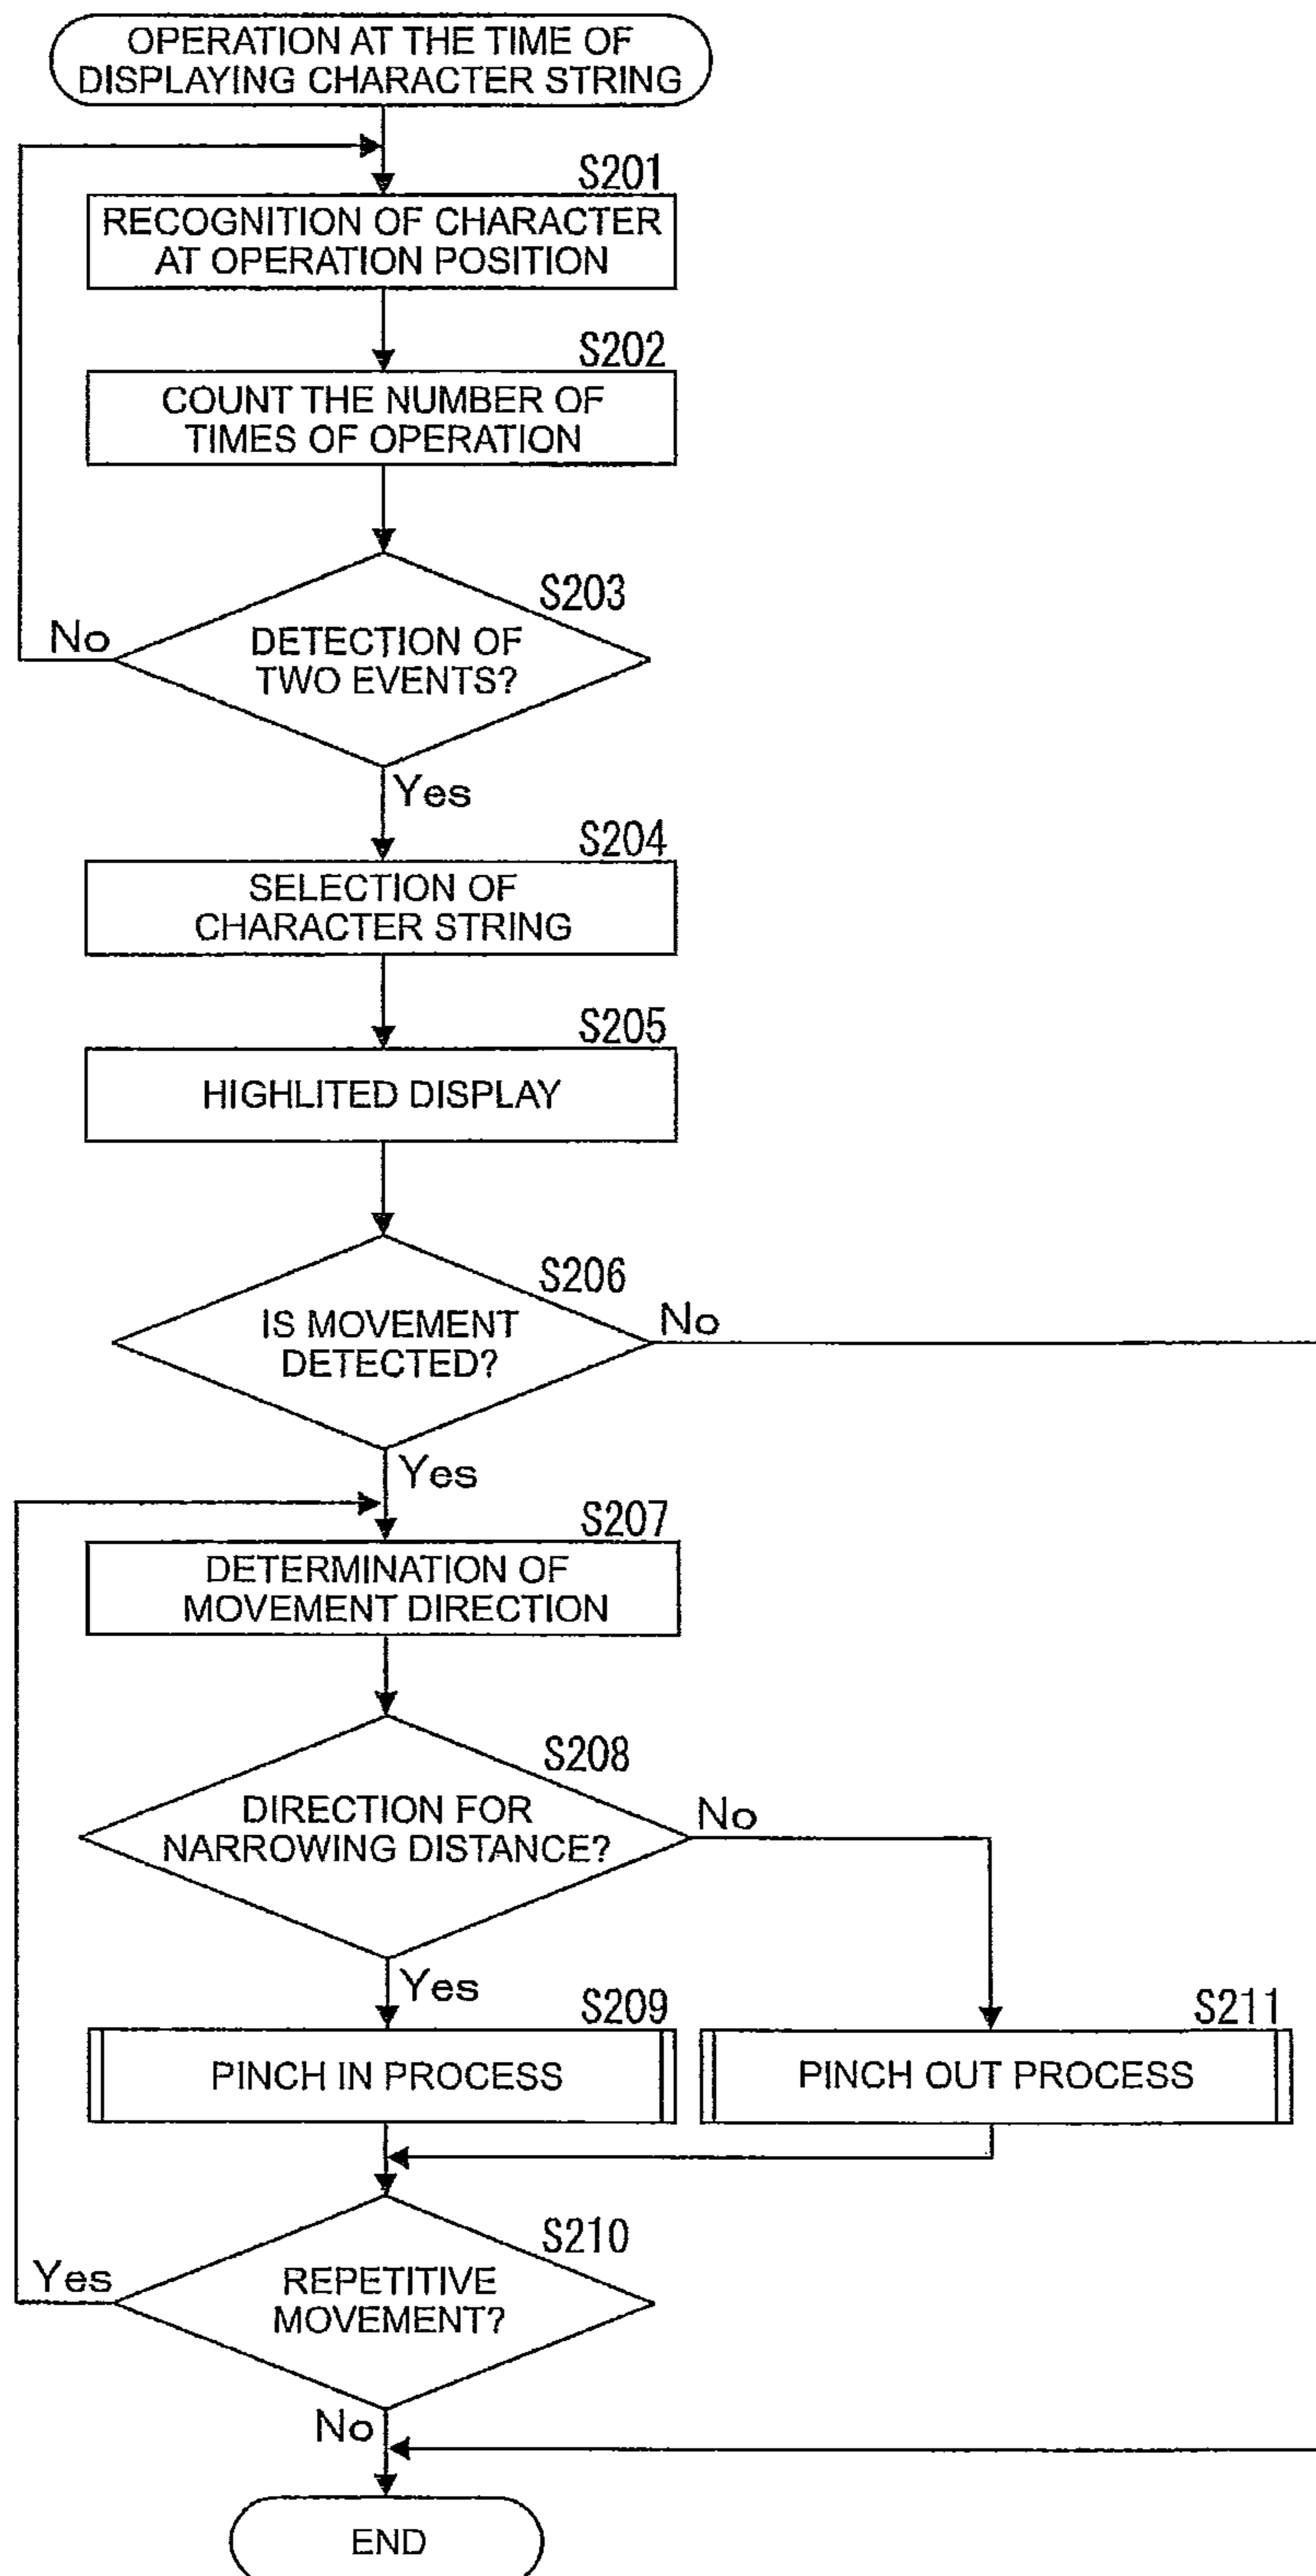 OPERATION AT THE TIME OF
DISPLAYING CHARACTER STRING
S201
RECOGNITION OF CHARACTER
AT OPERATION POSITION
S202
COUNT THE NUMBER OF
TIMES OF OPERATION
S203
No
DETECTION OF
TWO EVENTS?
Yes
S204
SELECTION OF
CHARACTER STRING
S205
HIGHLITED DISPLAY
S206
No
IS MOVEMENT
DETECTED?
Yes
S207
DETERMINATION OF
MOVEMENT DIRECTION
S208
No
DIRECTION FOR
NARROWING DISTANCE?
Yes
S209
S211
PINCH IN PROCESS
PINCH OUT PROCESS
S210
Yes
REPETITIVE
MOVEMENT?
No
END